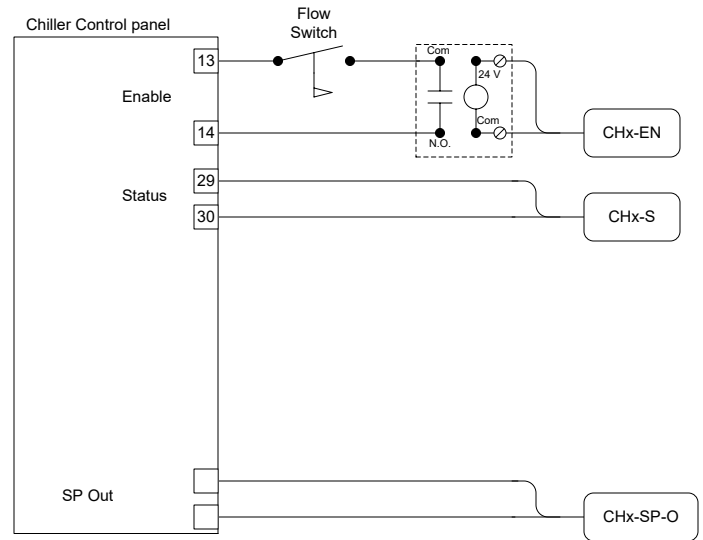 Flow
Switch
Chiller Control panel
13
Com
24 V
Enable
Com
CHx-EN
14
N.O.
29
Status
CHx-S
30
SP Out
CHx-SP-O